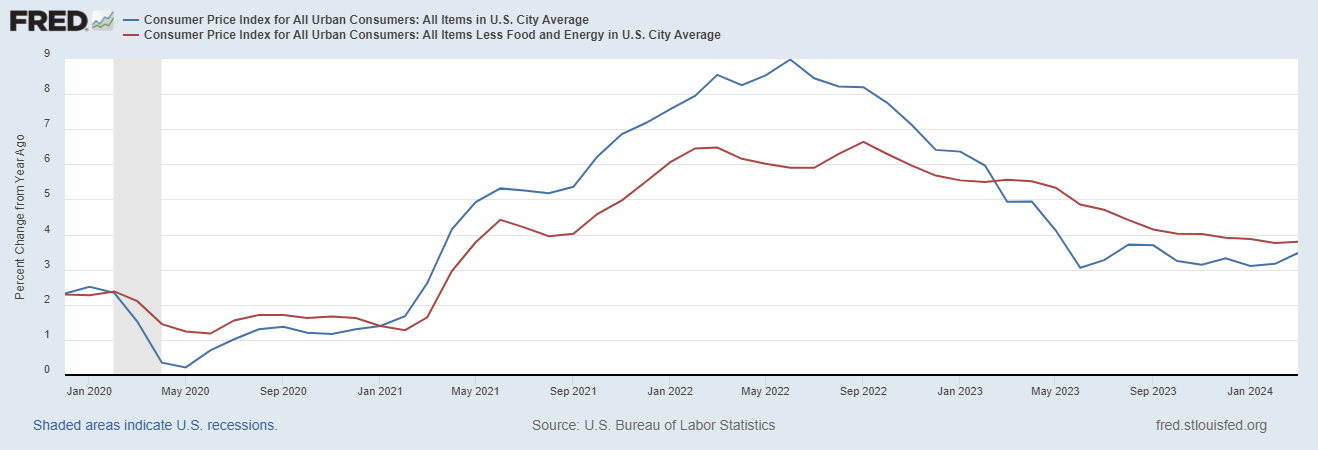 FRED
Consumer Price Index for All Urban Consumers: All Items in U.S. City Average
Consumer Price Index for All Urban Consumers: All Items Less Food and Energy in U.S. City Average
Percent Change from Year Ago
9
8
7
6
5
4
3
2
1
0
Jan 2020 May 2020 Sep 2020 Jan 2021 May 2021 Sep 2021 Jan 2022 May 2022 Sep 2022 Jan 2023 May 2023 Sep 2023 Jan 2024
Shaded areas indicate U.S. recessions. Source: U.S. Bureau of Labor Statistics fred.stlouisfed.org